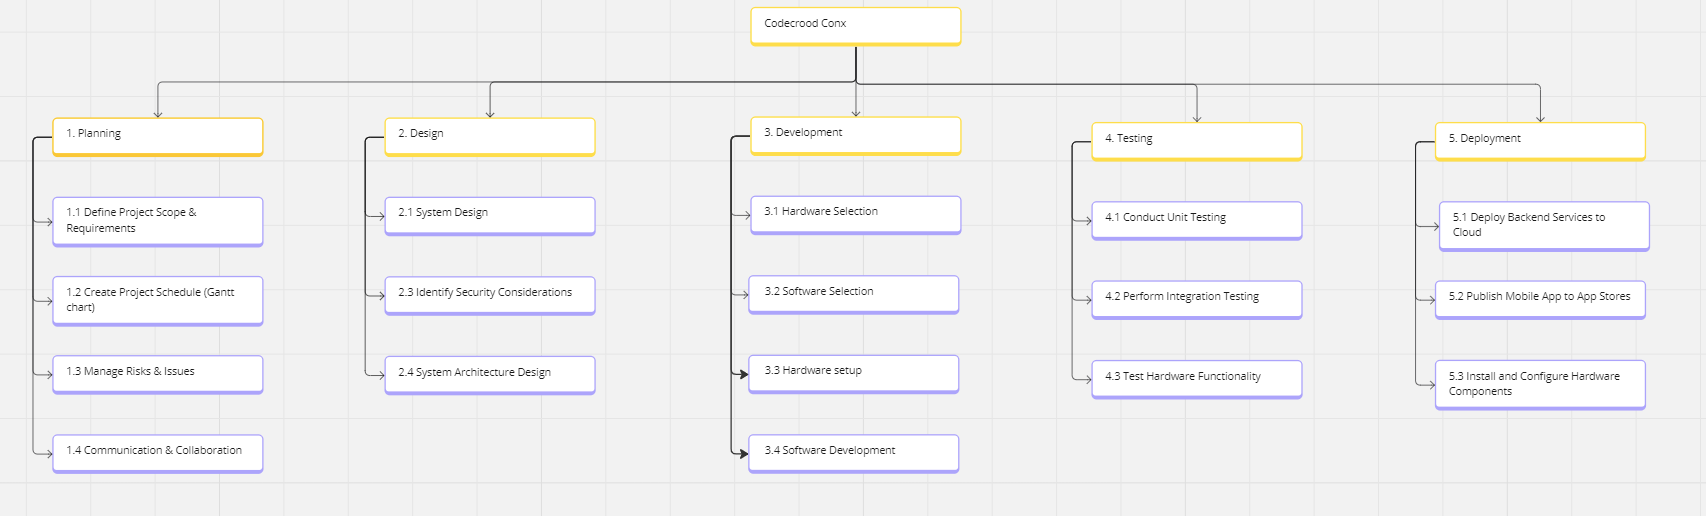 Codecrood Conx
1. Planning
2. Design
3. Development
4. Testing
5. Deployment
1.1 Define Project Scope &
Requirements
1.2 Create Project Schedule (Gantt
chart)
1.3 Manage Risks & Issues
1.4 Communication & Collaboration
2.1 System Design
2.3 Identify Security Considerations
2.4 System Architecture Design
3.1 Hardware Selection
3.2 Software Selection
3.3 Hardware setup
3.4 Software Development
4.1 Conduct Unit Testing
4.2 Perform Integration Testing
4.3 Test Hardware Functionality
5.1 Deploy Backend Services to
Cloud
5.2 Publish Mobile App to App Stores
5.3 Install and Configure Hardware
Components